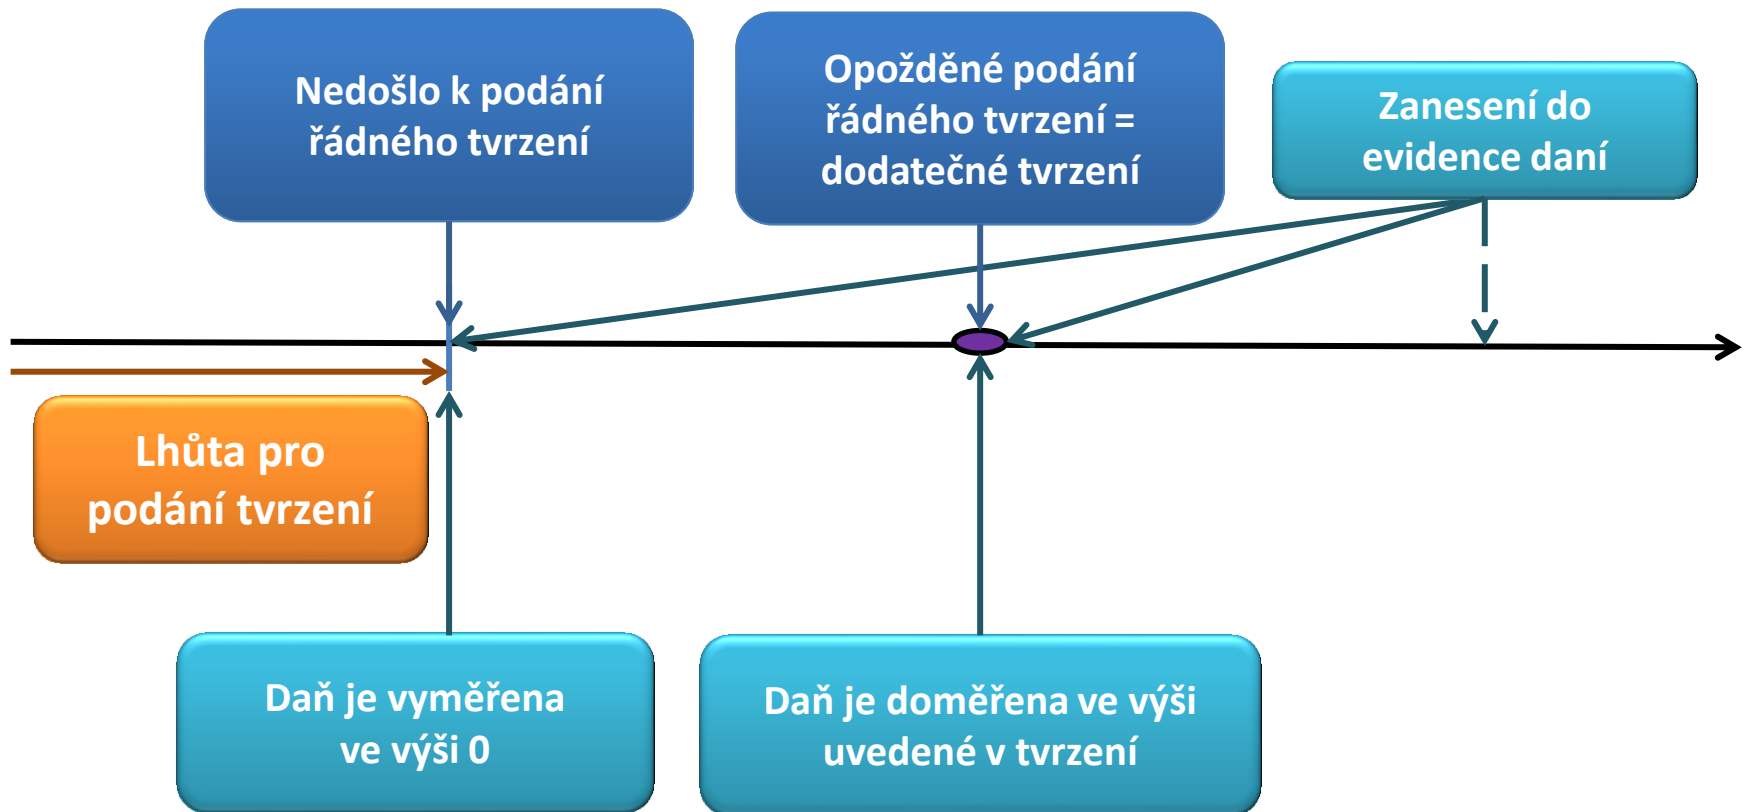 Nedošlo k podání
řádného tvrzení
Opožděné podání
řádného tvrzení =
dodatečné tvrzení
Zanesení do
evidence daní
Lhůta pro
podání tvrzení
Daň je vyměřena
ve výši 0
Daň je doměřena ve výši
uvedené v tvrzení